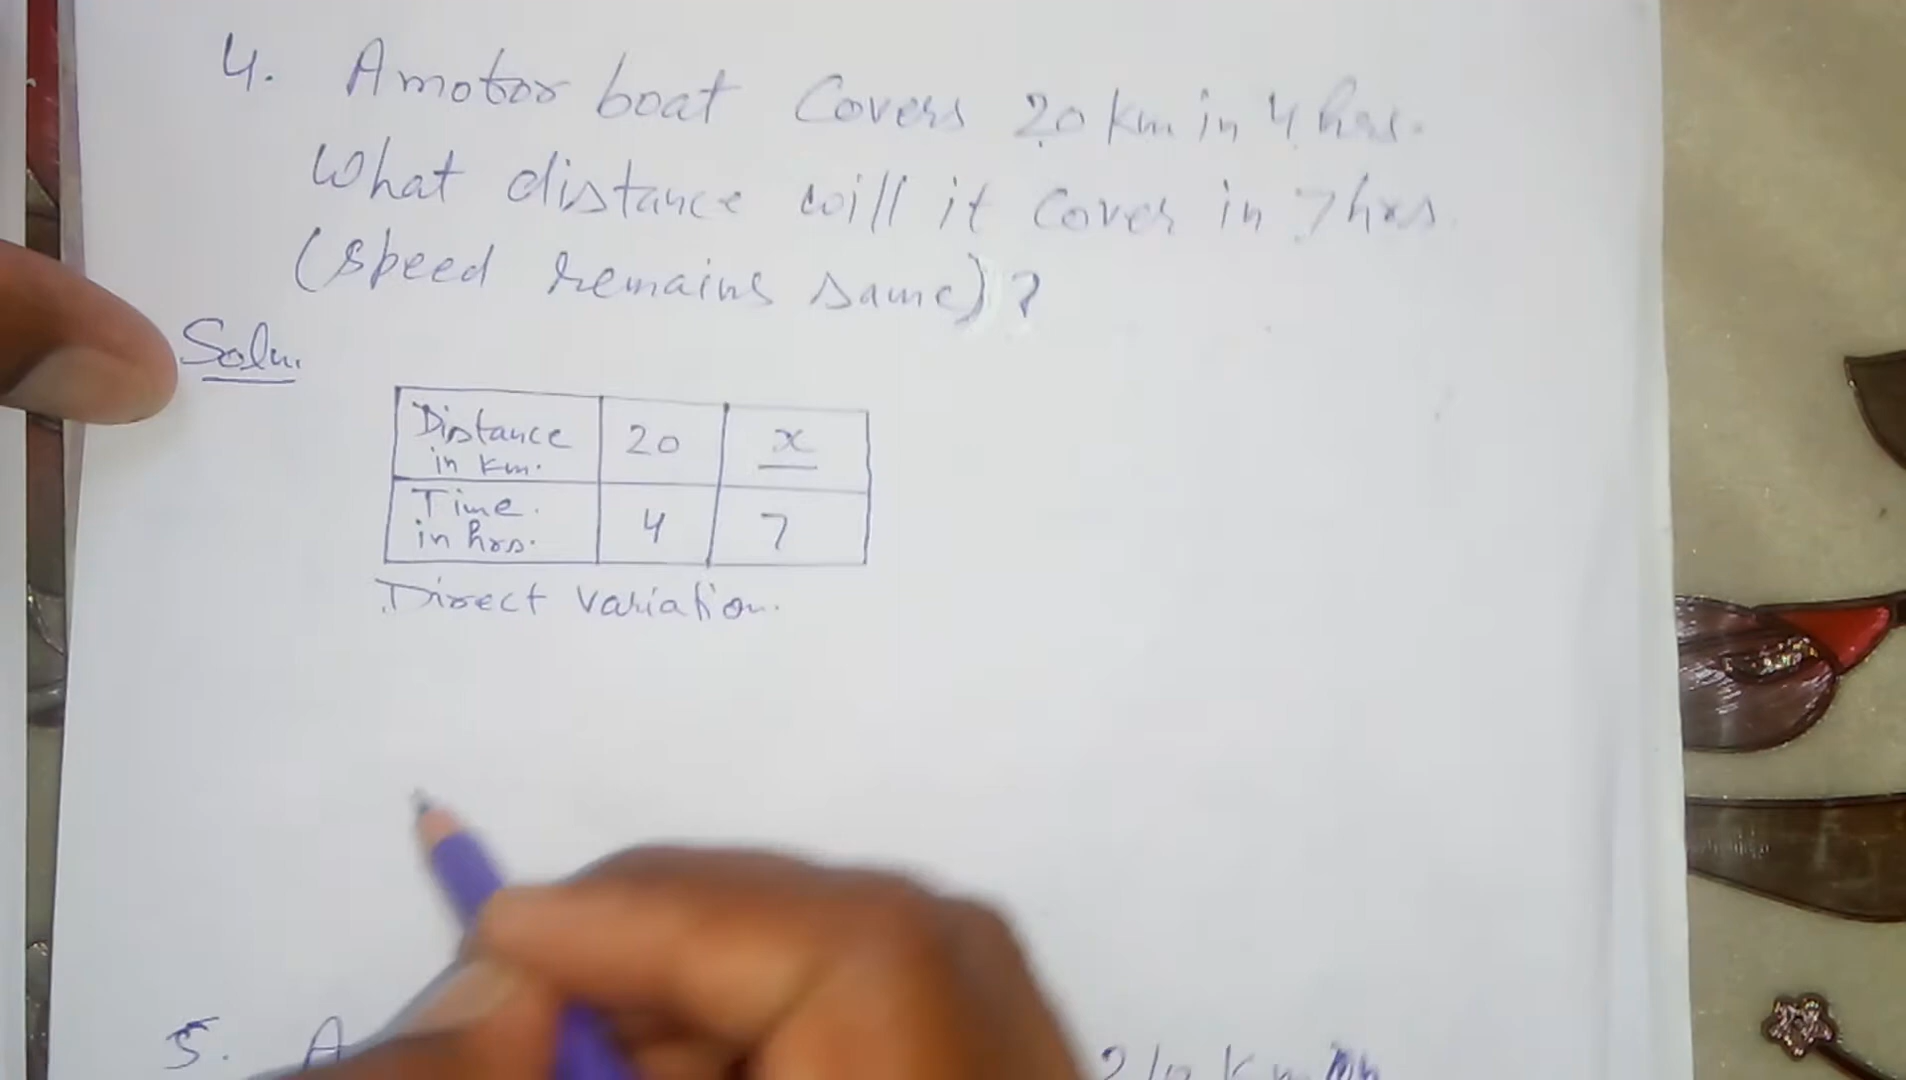 4. A motor boat Covers 20 km in 4 hrs.
What distance will it cover in 7 hrs
(speed remains same)?
Soln.
Distance in km. 20 x
Time. in hrs. 4 7
Direct variation.
5. A